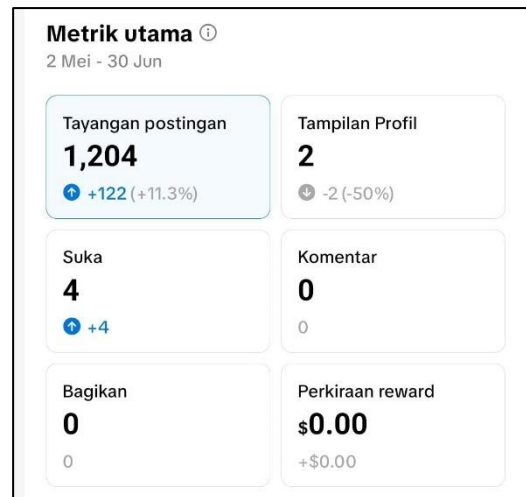 Metrik utama
2 Mei - 30 Jun
Tayangan postingan
1,204
+122 (+11.3%)
Tampilan Profil
2
-2 (-50%)
Suka
4
+4
Komentar
0
0
Bagikan
0
0
Perkiraan reward
$0.00
+$0.00